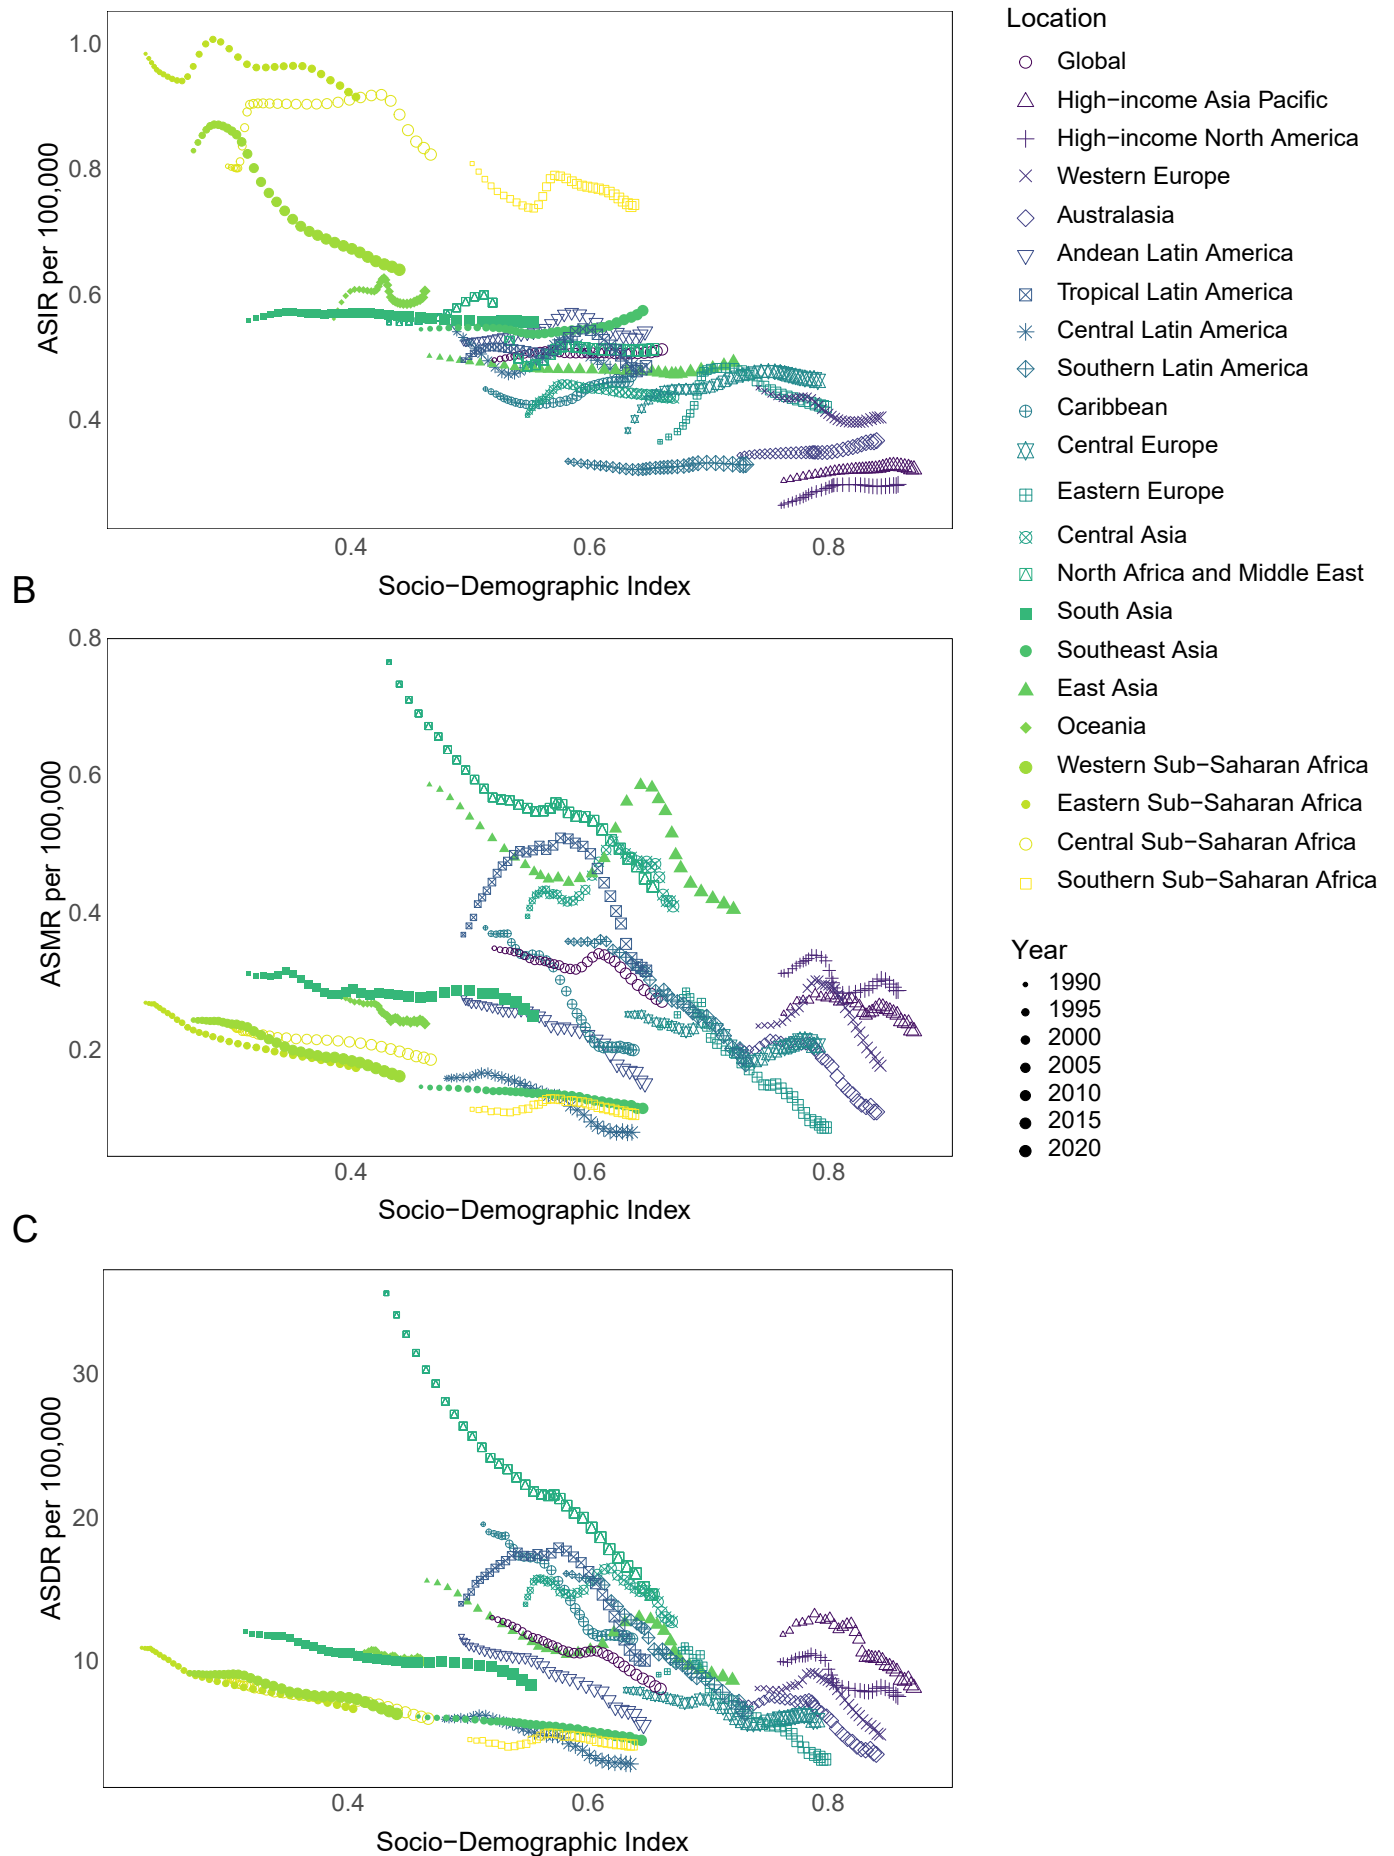 1.0
0.8
0.6
0.4
ASIR per 100,000
0.4 0.6 0.8
Socio−Demographic Index
B
0.8
0.6
0.4
0.2
ASMR per 100,000
0.4 0.6 0.8
Socio−Demographic Index
C
30
20
10
ASDR per 100,000
0.4 0.6 0.8
Socio−Demographic Index
Location
Global
High−income Asia Pacific
High−income North America
Western Europe
Australasia
Andean Latin America
Tropical Latin America
Central Latin America
Southern Latin America
Caribbean
Central Europe
Eastern Europe
Central Asia
North Africa and Middle East
South Asia
Southeast Asia
East Asia
Oceania
Western Sub−Saharan Africa
Eastern Sub−Saharan Africa
Central Sub−Saharan Africa
Southern Sub−Saharan Africa
Year
1990
1995
2000
2005
2010
2015
2020